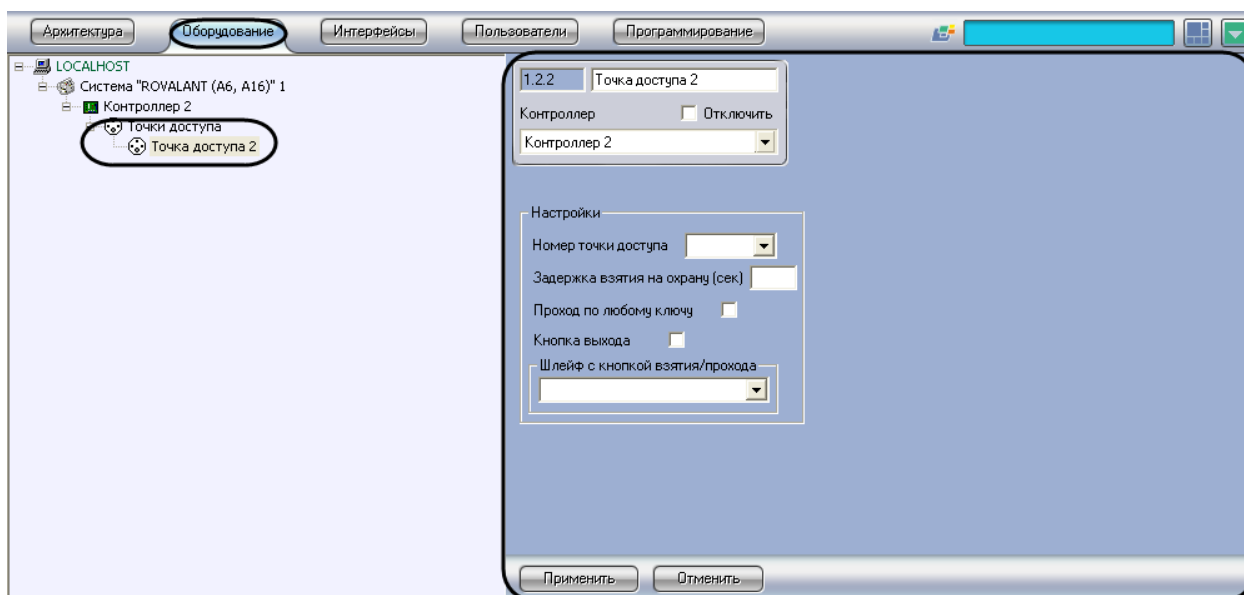 Архитектура Оборудование Интерфейсы Пользователи Программирование
LOCALHOST
Система "ROVALANT (A6, A16)" 1
Контроллер 2
Точки доступа
Точка доступа 2
1.2.2 Точка доступа 2
Контроллер Отключить
Контроллер 2
Настройки
Номер точки доступа
Задержка взятия на охрану (сек)
Проход по любому ключу
Кнопка выхода
Шлейф с кнопкой взятия/прохода
Применить Отменить